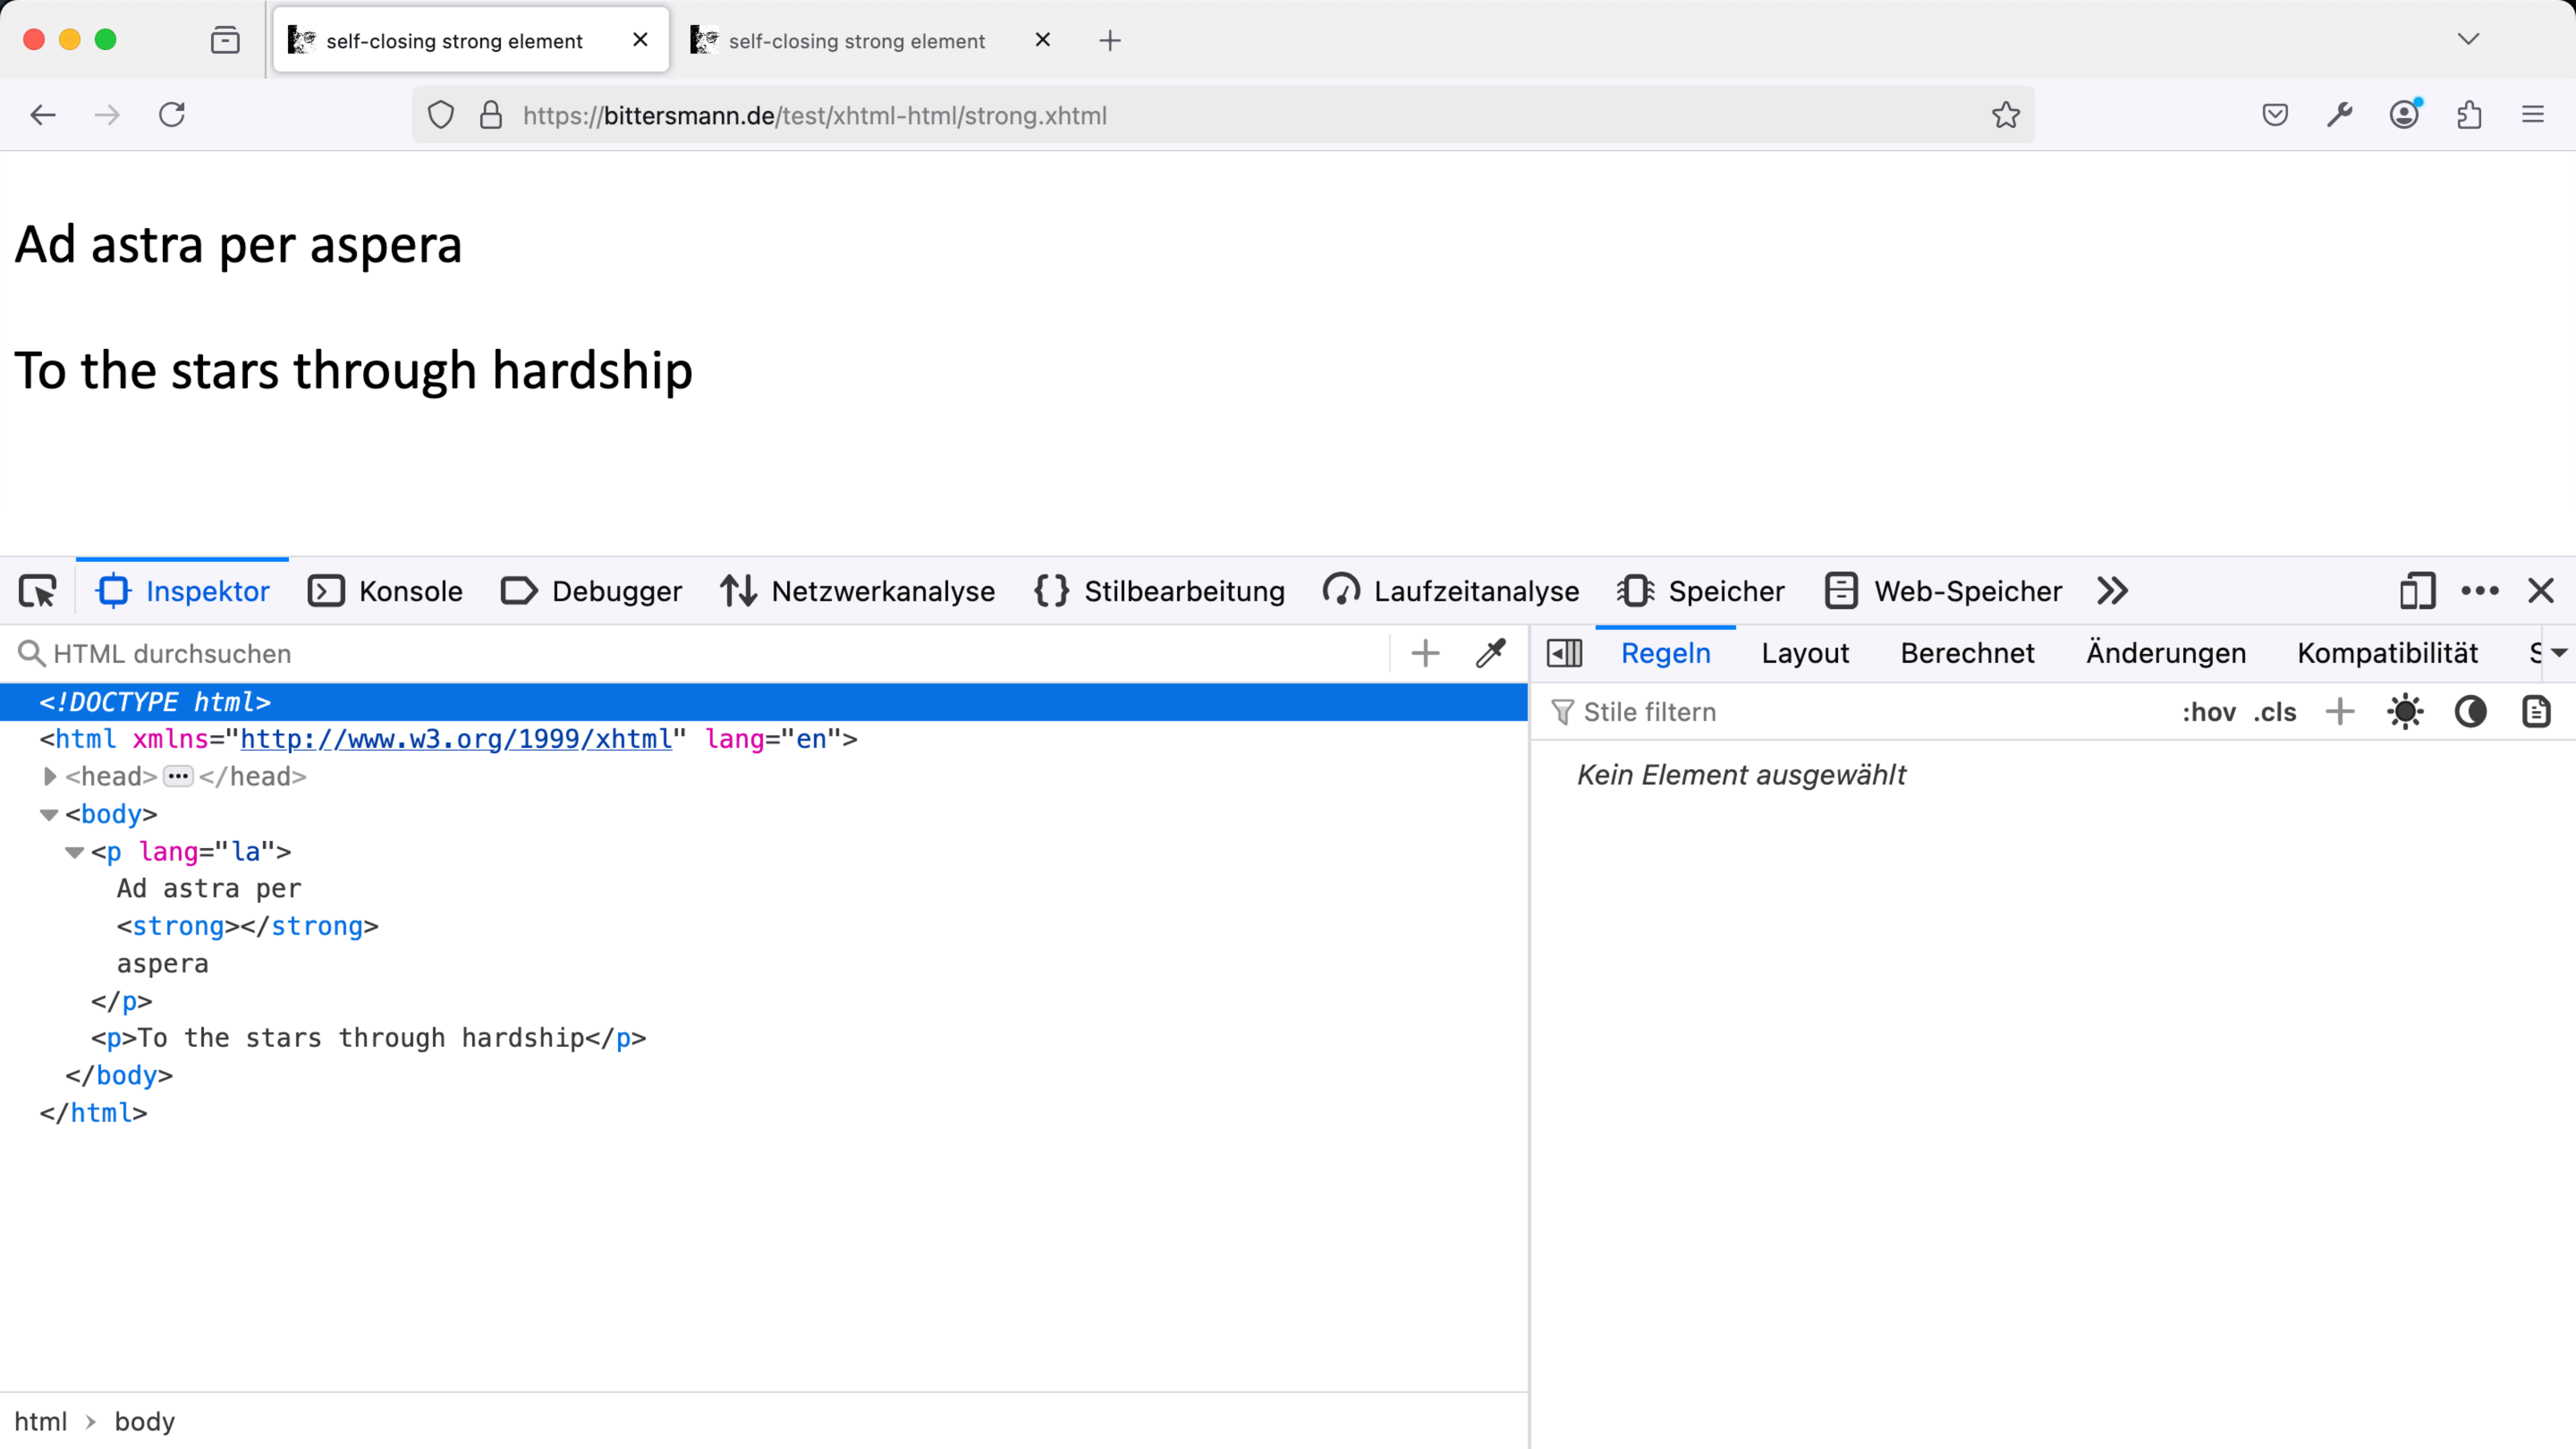 self-closing strong element
self-closing strong element
https://bittersmann.de/test/xhtml-html/strong.xhtml
Ad astra per aspera
To the stars through hardship
Inspektor Konsole Debugger Netzwerkanalyse Stilbearbeitung Laufzeitanalyse Speicher Web-Speicher
HTML durchsuchen
Regeln Layout Berechnet Änderungen Kompatibilität
Stile filtern :hov .cls
Kein Element ausgewählt
<!DOCTYPE html>
<html xmlns="http://www.w3.org/1999/xhtml" lang="en">
<head> ••• </head>
<body>
<p lang="la">
Ad astra per
<strong></strong>
aspera
</p>
<p>To the stars through hardship</p>
</body>
</html>
html > body